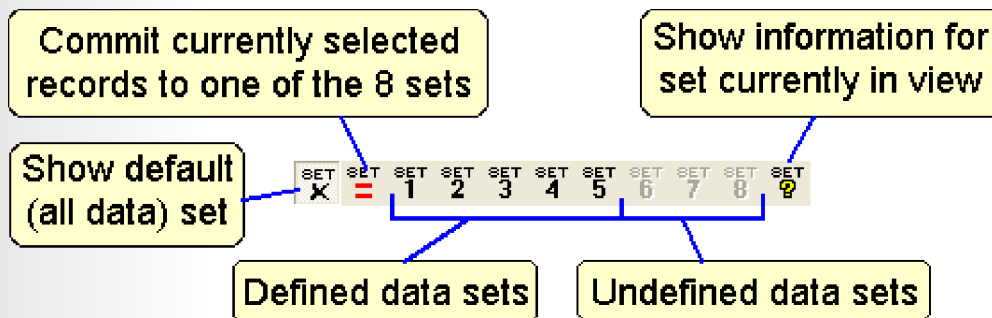 Commit currently selected
records to one of the 8 sets
Show information for
set currently in view
Show default
(all data) set
SET X SET = SET 1 SET 2 SET 3 SET 4 SET 5 SET 6 SET 7 SET 8 SET ?
Defined data sets
Undefined data sets